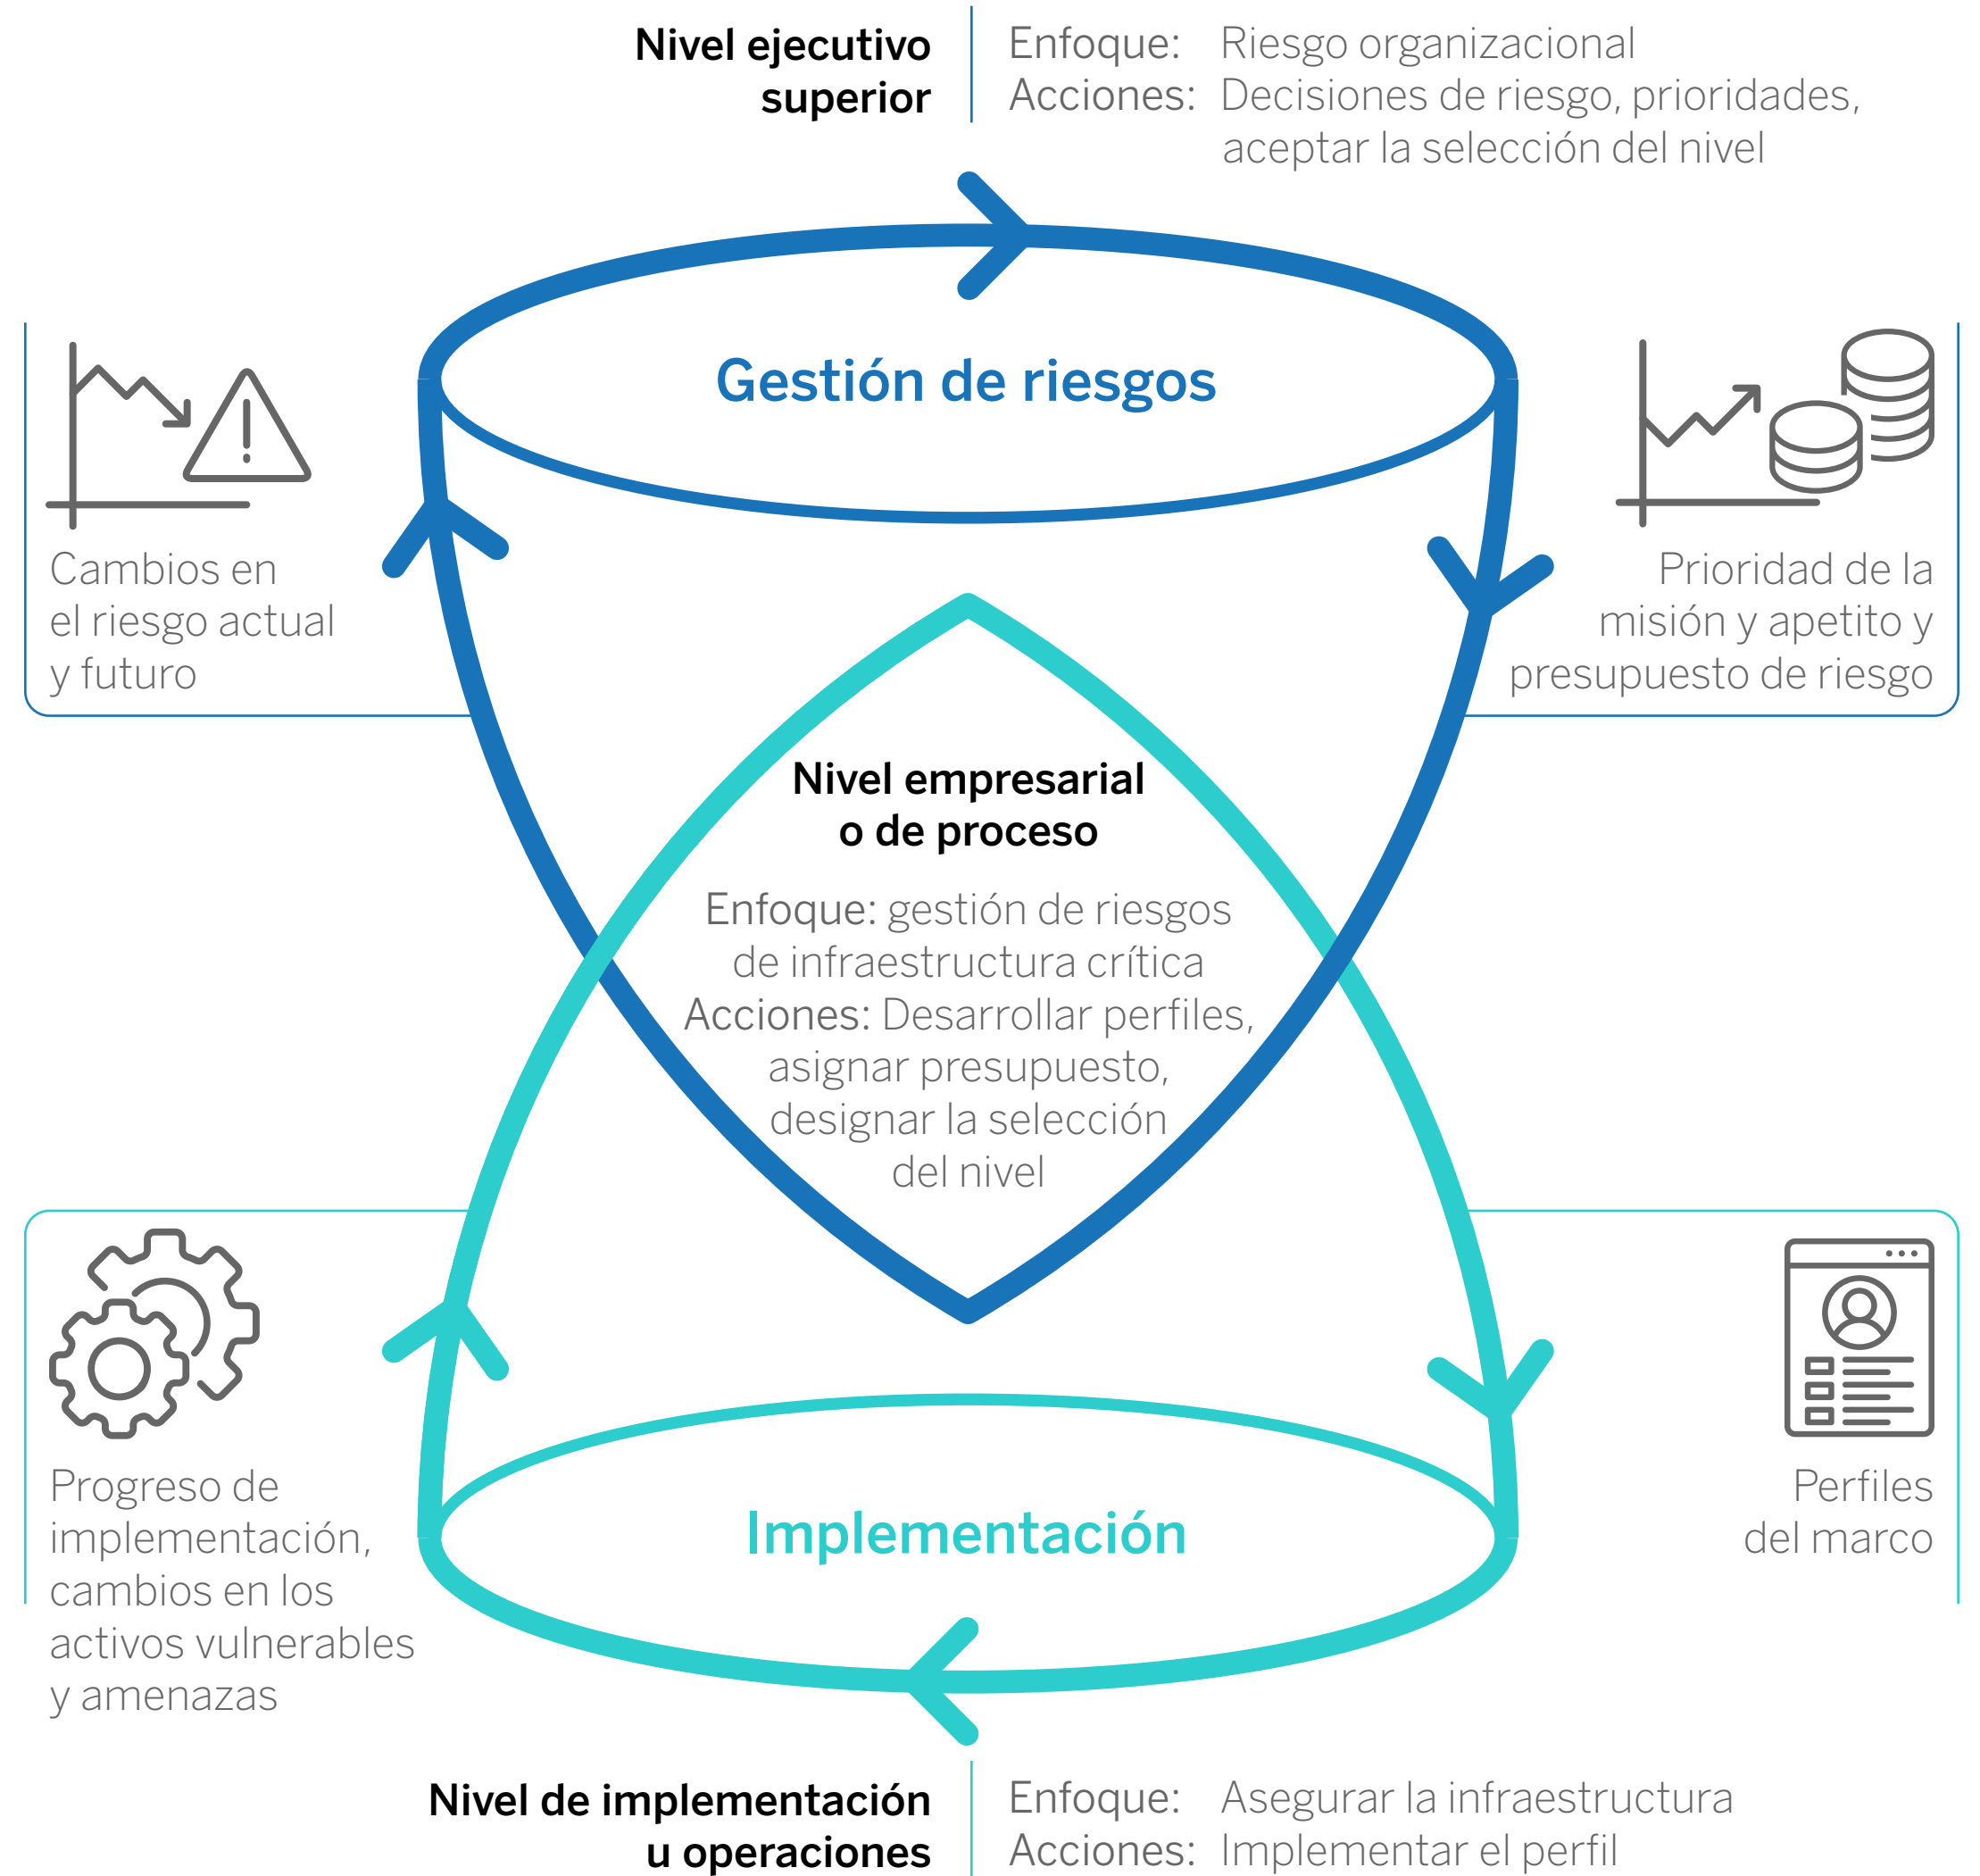 Nivel ejecutivo
superior
Enfoque: Riesgo organizacional
Acciones: Decisiones de riesgo, prioridades,
aceptar la selección del nivel
Gestión de riesgos
Cambios en
el riesgo actual
y futuro
Prioridad de la
misión y apetito y
presupuesto de riesgo
Nivel empresarial
o de proceso
Enfoque: gestión de riesgos
de infraestructura crítica
Acciones: Desarrollar perfiles,
asignar presupuesto,
designar la selección
del nivel
Progreso de
implementación,
cambios en los
activos vulnerables
y amenazas
Perfiles
del marco
Implementación
Nivel de implementación
u operaciones
Enfoque: Asegurar la infraestructura
Acciones: Implementar el perfil